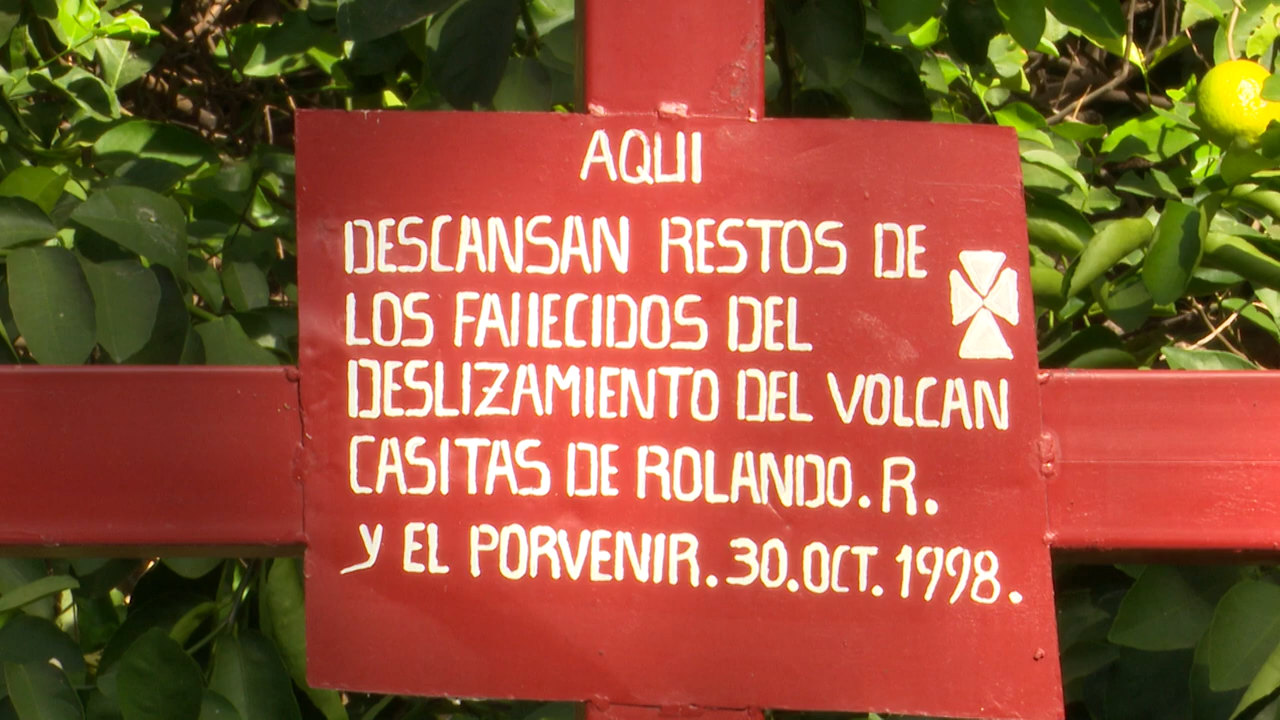 AQUI
DESCANSAN RESTOS DE
LOS FALLECIDOS DEL
DESLIZAMIENTO DEL VOLCAN
CASITAS DE ROLANDO.R.
y EL PORVENIR.30.OCT.1998.